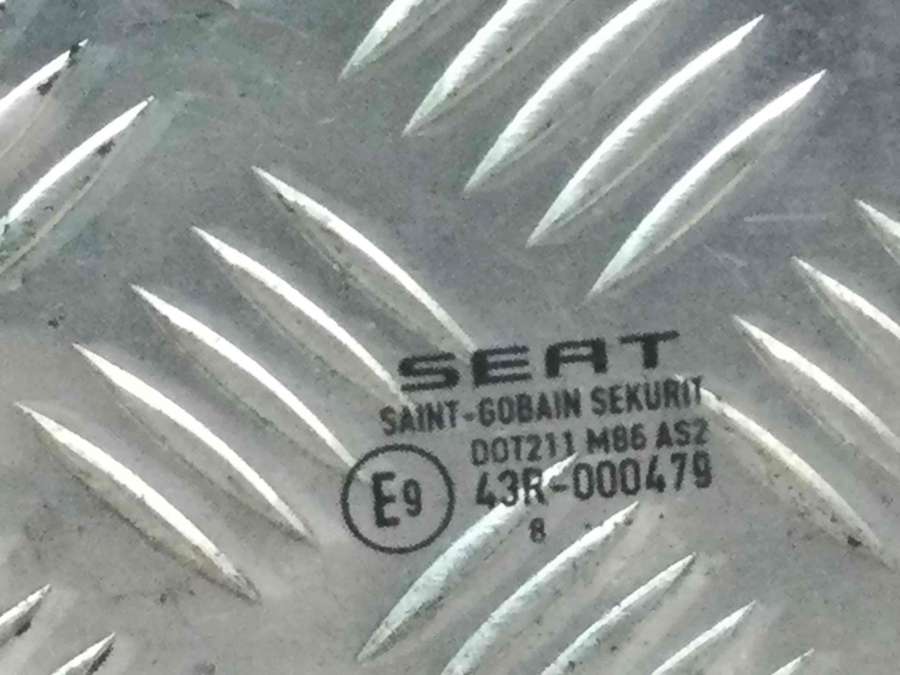 SEAT
SAINT-GOBAIN SEKURIT
DOT211 M86 AS2
E9 43R-000479
8